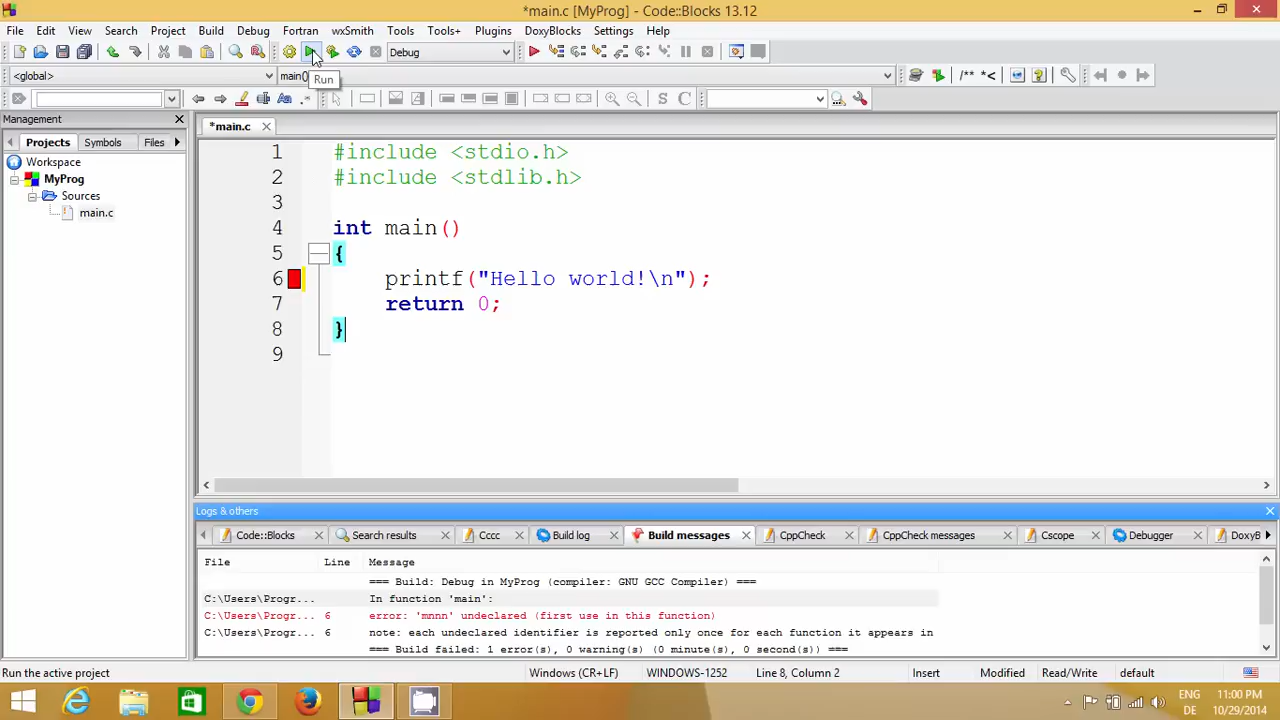 *main.c [MyProg] - Code::Blocks 13.12
File Edit View Search Project Build Debug Fortran wxSmith Tools Tools+ Plugins DoxyBlocks Settings Help
Debug
<global>
main()
/** *<
Run
Aa .*
S C
Management
*main.c
Projects Symbols Files
Workspace
MyProg
Sources
main.c
1 #include <stdio.h>
2 #include <stdlib.h>
3
4 int main()
5 {
6 printf("Hello world!\n");
7 return 0;
8 }
9
Logs & others
Code::Blocks Search results Cccc Build log Build messages CppCheck CppCheck messages Cscope Debugger DoxyB
File Line Message
=== Build: Debug in MyProg (compiler: GNU GCC Compiler) ===
C:\Users\Progr... In function 'main':
C:\Users\Progr... 6 error: 'mnnn' undeclared (first use in this function)
C:\Users\Progr... 6 note: each undeclared identifier is reported only once for each function it appears in
=== Build failed: 1 error(s), 0 warning(s) (0 minute(s), 0 second(s)) ===
Run the active project Windows (CR+LF) WINDOWS-1252 Line 8, Column 2 Insert Modified Read/Write default
ENG 11:00 PM
DE 10/29/2014